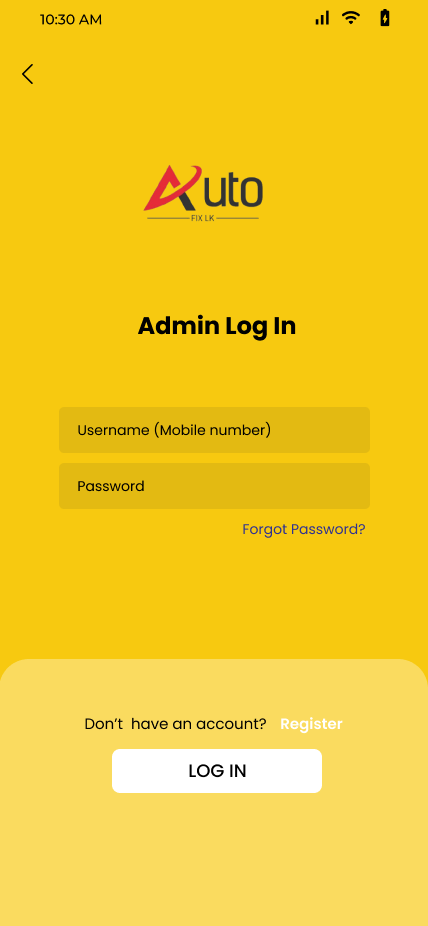 10:30 AM
Auto
FIX LK
Admin Log In
Username (Mobile number)
Password
Forgot Password?
Don’t  have an account? Register
LOG IN